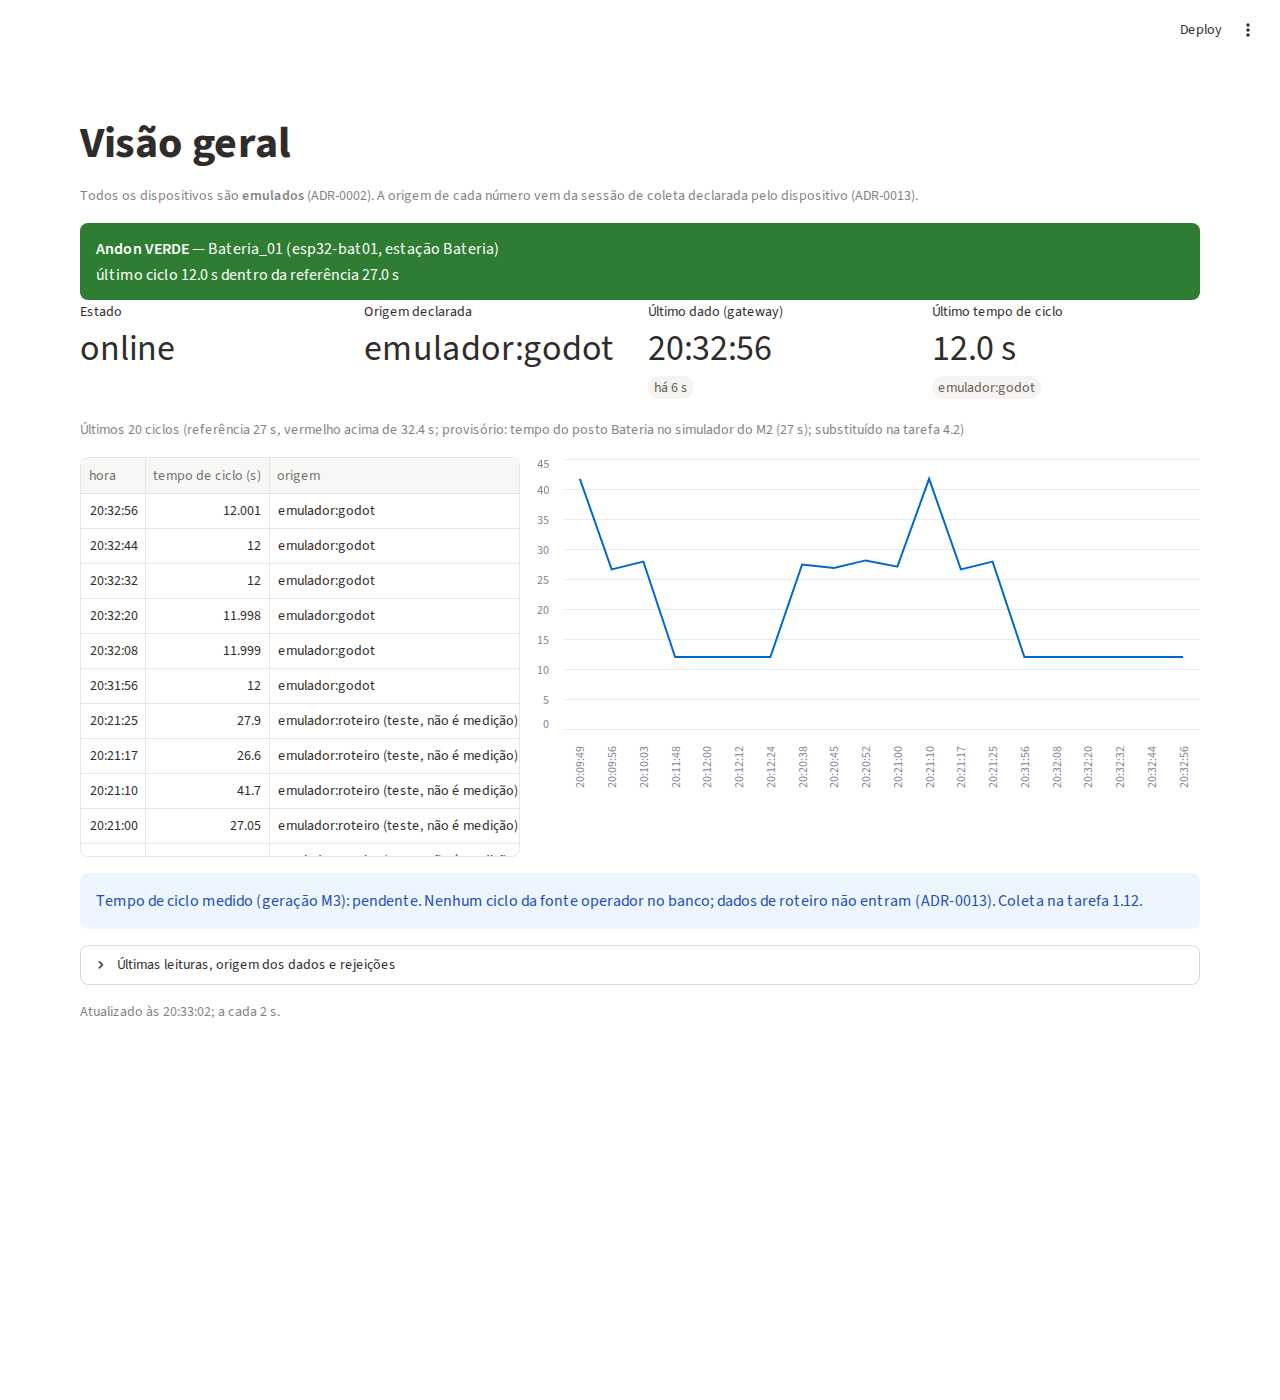 Deploy
Visão geral
Todos os dispositivos são emulados (ADR-0002). A origem de cada número vem da sessão de coleta declarada pelo dispositivo (ADR-0013).
Andon VERDE — Bateria_01 (esp32-bat01, estação Bateria)
último ciclo 12.0 s dentro da referência 27.0 s
Estado
online
Origem declarada
emulador:godot
Último dado (gateway)
20:32:56
há 6 s
Último tempo de ciclo
12.0 s
emulador:godot
Últimos 20 ciclos (referência 27 s, vermelho acima de 32.4 s; provisório: tempo do posto Bateria no simulador do M2 (27 s); substituído na tarefa 4.2)
hora tempo de ciclo (s) origem
20:32:56 12.001 emulador:godot
20:32:44 12 emulador:godot
20:32:32 12 emulador:godot
20:32:20 11.998 emulador:godot
20:32:08 11.999 emulador:godot
20:31:56 12 emulador:godot
20:21:25 27.9 emulador:roteiro (teste, não é medição)
20:21:17 26.6 emulador:roteiro (teste, não é medição)
20:21:10 41.7 emulador:roteiro (teste, não é medição)
20:21:00 27.05 emulador:roteiro (teste, não é medição)
45
40
35
30
25
20
15
10
5
0
20:09:49
20:09:56
20:10:03
20:11:48
20:12:00
20:12:12
20:12:24
20:20:38
20:20:45
20:20:52
20:21:00
20:21:10
20:21:17
20:21:25
20:31:56
20:32:08
20:32:20
20:32:32
20:32:44
20:32:56
Tempo de ciclo medido (geração M3): pendente. Nenhum ciclo da fonte operador no banco; dados de roteiro não entram (ADR-0013). Coleta na tarefa 1.12.
Últimas leituras, origem dos dados e rejeições
Atualizado às 20:33:02; a cada 2 s.